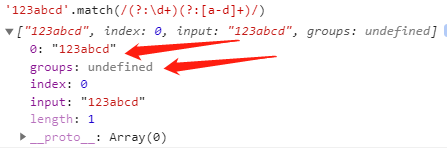 '123abcd'.match(/(?:\d+)(?:[a-d]+)/)
▼ ["123abcd", index: 0, input: "123abcd", groups: undefined]
0: "123abcd"
groups: undefined
index: 0
input: "123abcd"
length: 1
▶ __proto__: Array(0)